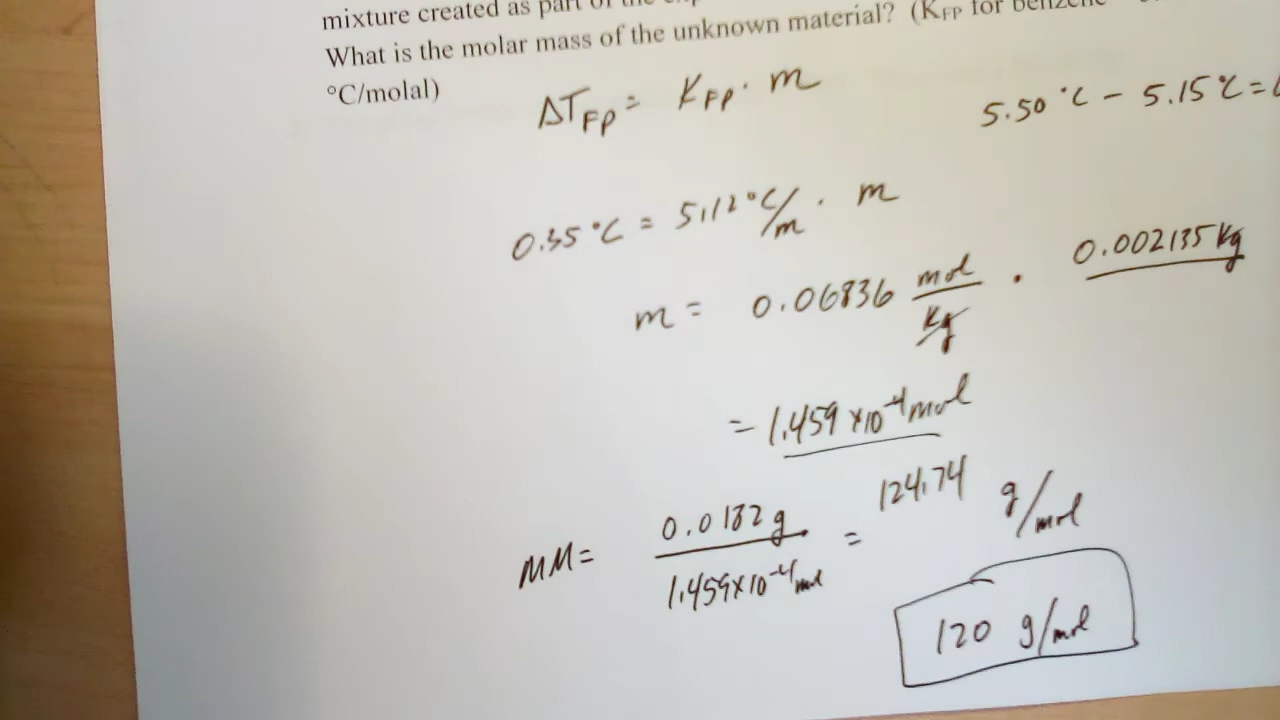 mixture created as part of the
What is the molar mass of the unknown material? (KFP for benzene
°C/molal)
ΔTFP = KFP · m
5.50 °C - 5.15 °C =
0.35 °C = 5.12 °C/m · m
m = 0.06836 mol/kg · 0.002135 kg
= 1.459 x 10^-4 mol
MM = 0.0182 g / 1.459x10^-4 mol = 124.74 g/mol
120 g/mol